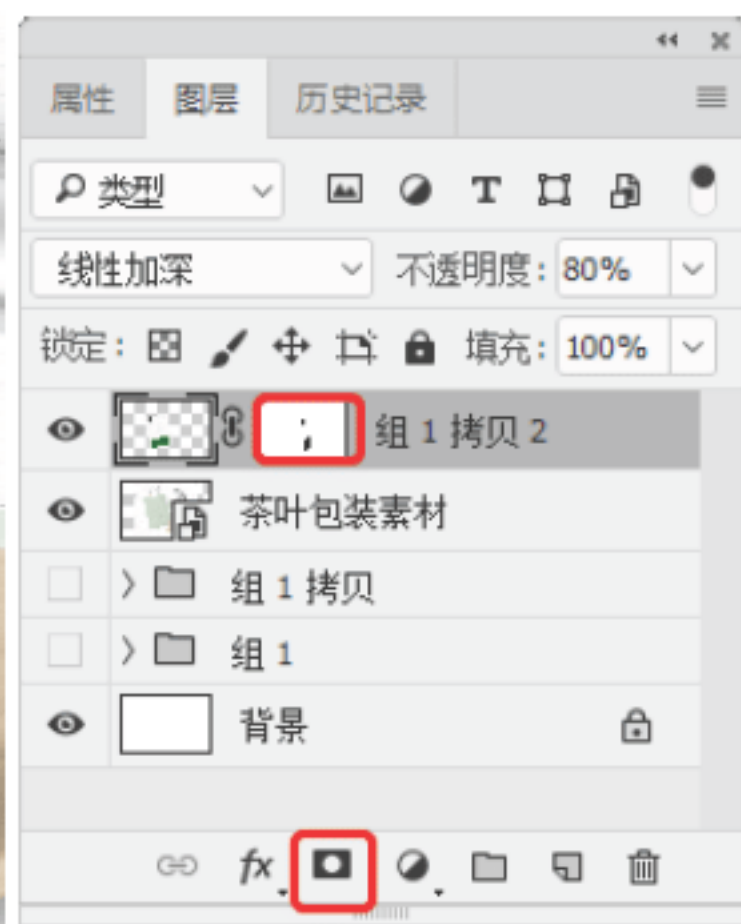 属性 图层 历史记录
类型 T
线性加深 不透明度: 80%
锁定: 填充: 100%
组 1 拷贝 2
茶叶包装素材
组 1 拷贝
组 1
背景
fx